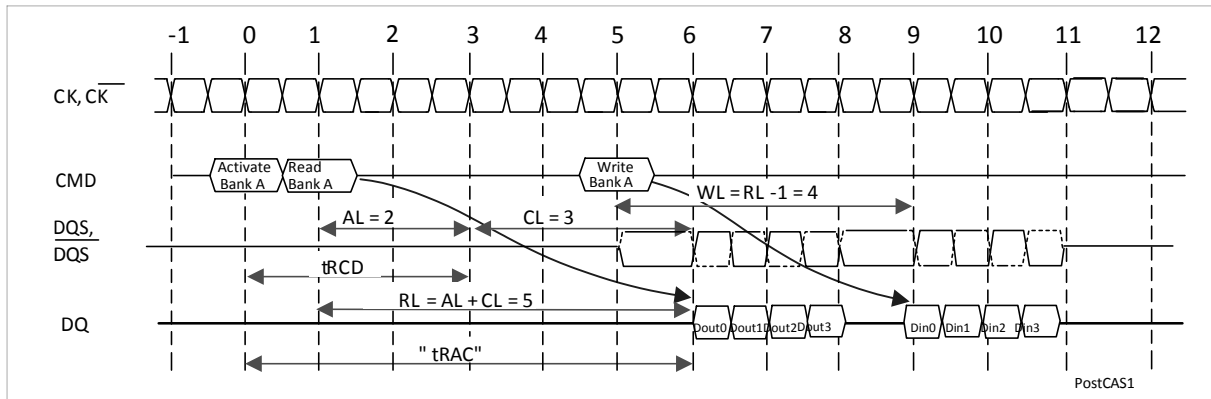 -1 0 1 2 3 4 5 6 7 8 9 10 11 12
CK, CK
Activate Bank A
Read Bank A
Write Bank A
CMD
WL = RL -1 = 4
AL = 2
CL = 3
DQS,
DQS
tRCD
RL = AL + CL = 5
DQ
Dout0 Dout1 Dout2 Dout3
Din0 Din1 Din2 Din3
" tRAC"
PostCAS1